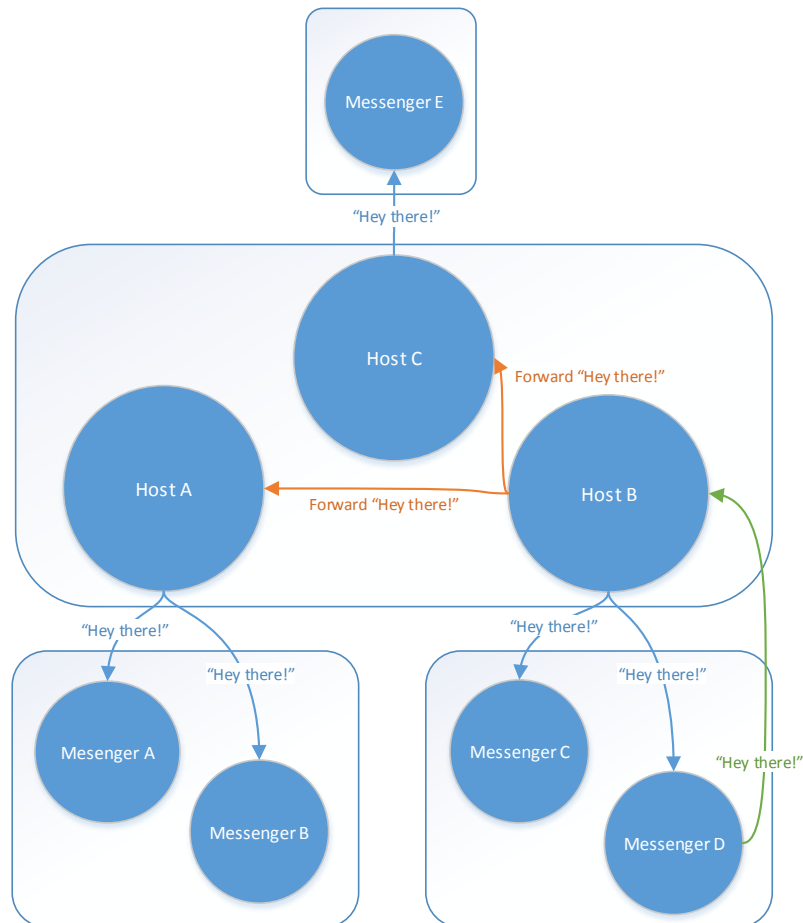 Messenger E
“Hey there!”
Host C
Forward “Hey there!”
Host A
Host B
Forward “Hey there!”
“Hey there!”
“Hey there!”
“Hey there!”
“Hey there!”
Mesenger A
Messenger C
“Hey there!”
Messenger B
Messenger D